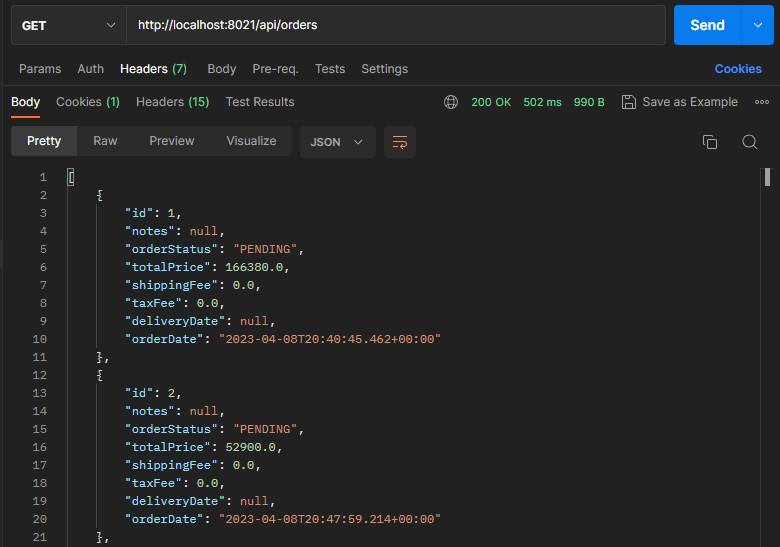 GET http://localhost:8021/api/orders Send
Params Auth Headers (7) Body Pre-req. Tests Settings Cookies
Body Cookies (1) Headers (15) Test Results 200 OK 502 ms 990 B Save as Example
Pretty Raw Preview Visualize JSON
1 [
2 {
3 "id": 1,
4 "notes": null,
5 "orderStatus": "PENDING",
6 "totalPrice": 166380.0,
7 "shippingFee": 0.0,
8 "taxFee": 0.0,
9 "deliveryDate": null,
10 "orderDate": "2023-04-08T20:40:45.462+00:00"
11 },
12 {
13 "id": 2,
14 "notes": null,
15 "orderStatus": "PENDING",
16 "totalPrice": 52900.0,
17 "shippingFee": 0.0,
18 "taxFee": 0.0,
19 "deliveryDate": null,
20 "orderDate": "2023-04-08T20:47:59.214+00:00"
21 },